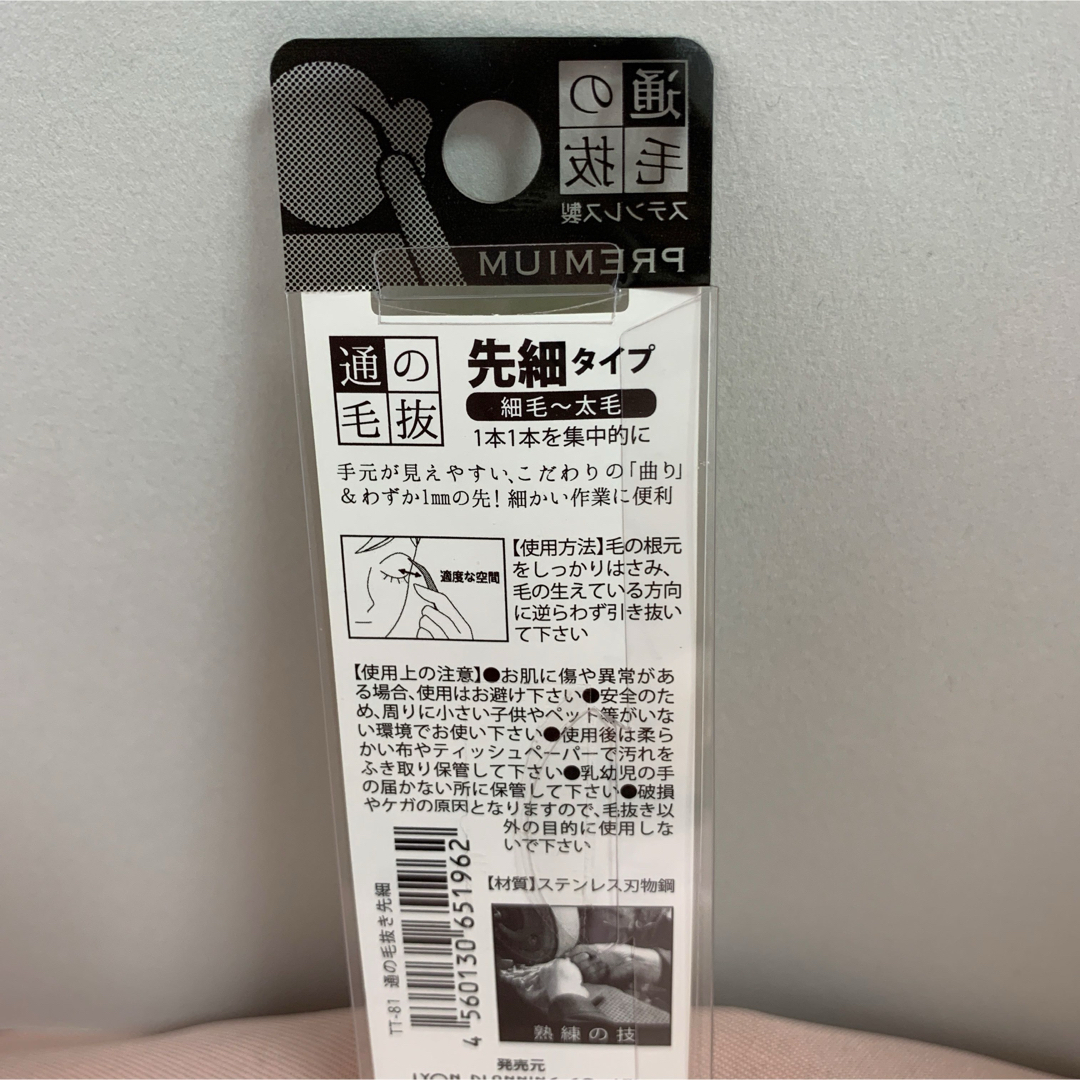 通の
毛抜
ステンレス製
PREMIUM
通の
毛抜
先細タイプ
細毛〜太毛
1本1本を集中的に
手元が見えやすい、こだわりの「曲り」
&わずか1mmの先!細かい作業に便利
適度な空間
【使用方法】毛の根元
をしっかりはさみ、
毛の生えている方向
に逆らわず引き抜い
て下さい
【使用上の注意】●お肌に傷や異常があ
る場合、使用はお避け下さい●安全のた
め、周りに小さい子供やペット等がいな
い環境でお使い下さい●使用後は柔ら
かい布やティッシュペーパーで汚れを
ふき取り保管して下さい●乳幼児の手
の届かない所に保管して下さい●破損
やケガの原因となりますので、毛抜き以
外の目的に使用しな
いで下さい
【材質】ステンレス刃物鋼
TT-81 通の毛抜き先細
4 560130 651962
熟練の技
発売元